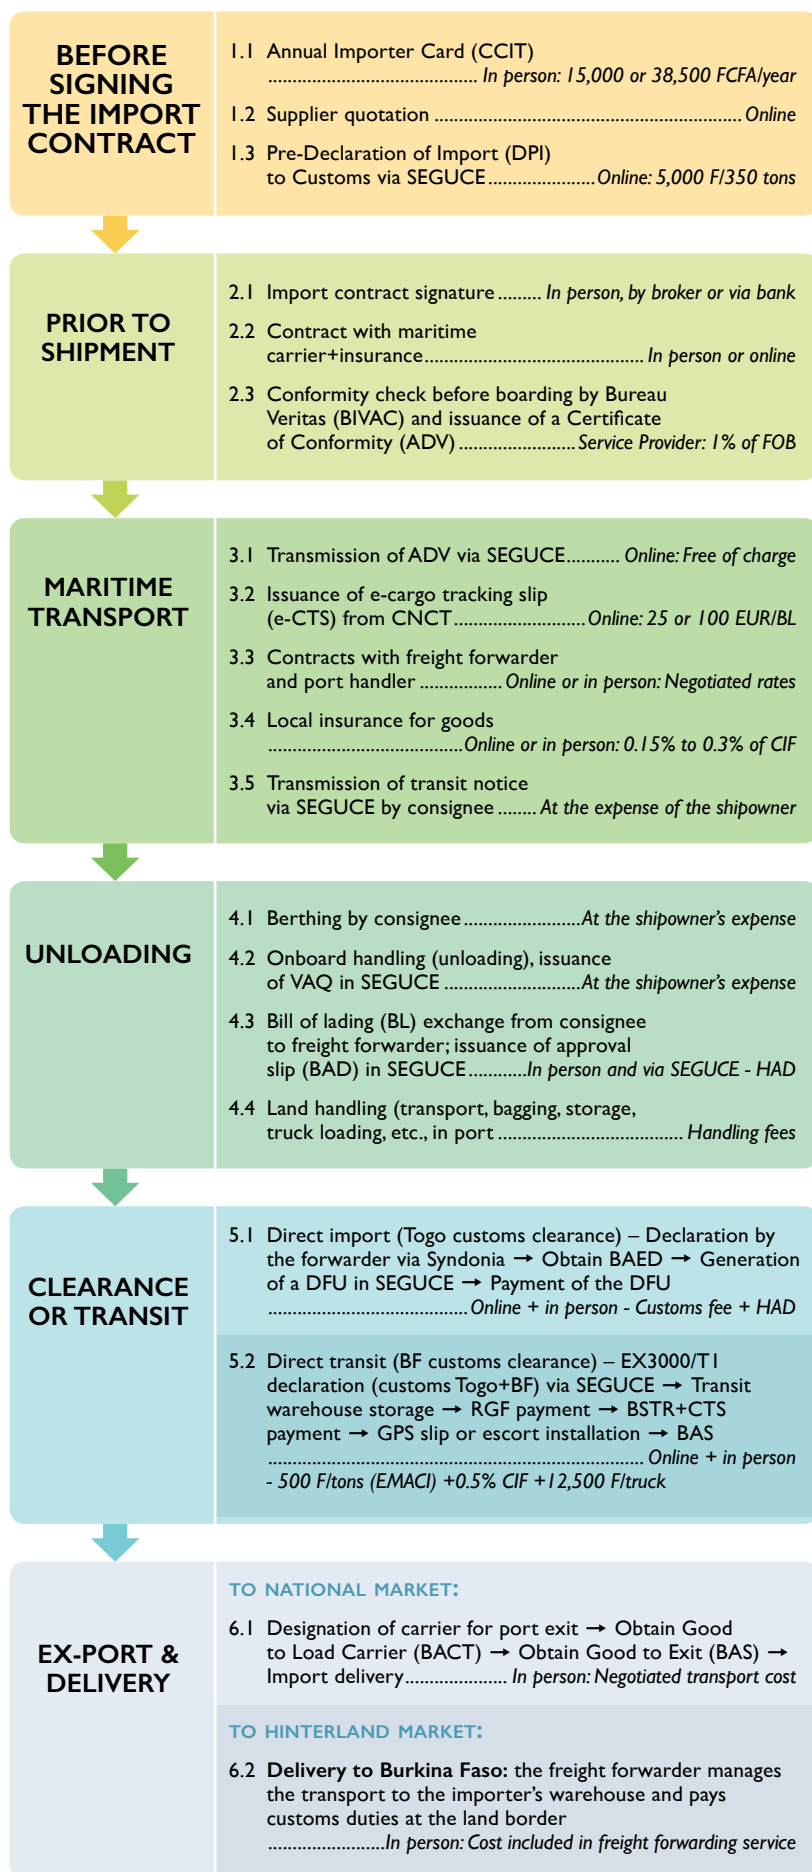 BEFORE
SIGNING
THE IMPORT
CONTRACT
1.1 Annual Importer Card (CCIT)
.......................................... In person: 15,000 or 38,500 FCFA/year
1.2 Supplier quotation .............................................................. Online
1.3 Pre-Declaration of Import (DPI)
to Customs via SEGUCE...................... Online: 5,000 F/350 tons
PRIOR TO
SHIPMENT
2.1 Import contract signature ......... In person, by broker or via bank
2.2 Contract with maritime
carrier+insurance............................................ In person or online
2.3 Conformity check before boarding by Bureau
Veritas (BIVAC) and issuance of a Certificate
of Conformity (ADV) ........................Service Provider: 1% of FOB
MARITIME
TRANSPORT
3.1 Transmission of ADV via SEGUCE........... Online: Free of charge
3.2 Issuance of e-cargo tracking slip
(e-CTS) from CNCT...........................Online: 25 or 100 EUR/BL
3.3 Contracts with freight forwarder
and port handler ................. Online or in person: Negotiated rates
3.4 Local insurance for goods
........................................Online or in person: 0.15% to 0.3% of CIF
3.5 Transmission of transit notice
via SEGUCE by consignee ........ At the expense of the shipowner
UNLOADING
4.1 Berthing by consignee ........................At the shipowner's expense
4.2 Onboard handling (unloading), issuance
of VAQ in SEGUCE ............................At the shipowner's expense
4.3 Bill of lading (BL) exchange from consignee
to freight forwarder; issuance of approval
slip (BAD) in SEGUCE............In person and via SEGUCE - HAD
4.4 Land handling (transport, bagging, storage,
truck loading, etc., in port ...................................... Handling fees
CLEARANCE
OR TRANSIT
5.1 Direct import (Togo customs clearance) – Declaration by
the forwarder via Syndonia → Obtain BAED → Generation
of a DFU in SEGUCE → Payment of the DFU
.........................................Online + in person - Customs fee + HAD
5.2 Direct transit (BF customs clearance) – EX3000/T1
declaration (customs Togo+BF) via SEGUCE → Transit
warehouse storage → RGF payment → BSTR+CTS
payment → GPS slip or escort installation → BAS
............................................................................. Online + in person
- 500 F/tons (EMACI) +0.5% CIF +12,500 F/truck
EX-PORT &
DELIVERY
TO NATIONAL MARKET:
6.1 Designation of carrier for port exit → Obtain Good
to Load Carrier (BACT) → Obtain Good to Exit (BAS) →
Import delivery..................... In person: Negotiated transport cost
TO HINTERLAND MARKET:
6.2 Delivery to Burkina Faso: the freight forwarder manages
the transport to the importer's warehouse and pays
customs duties at the land border
........................In person: Cost included in freight forwarding service